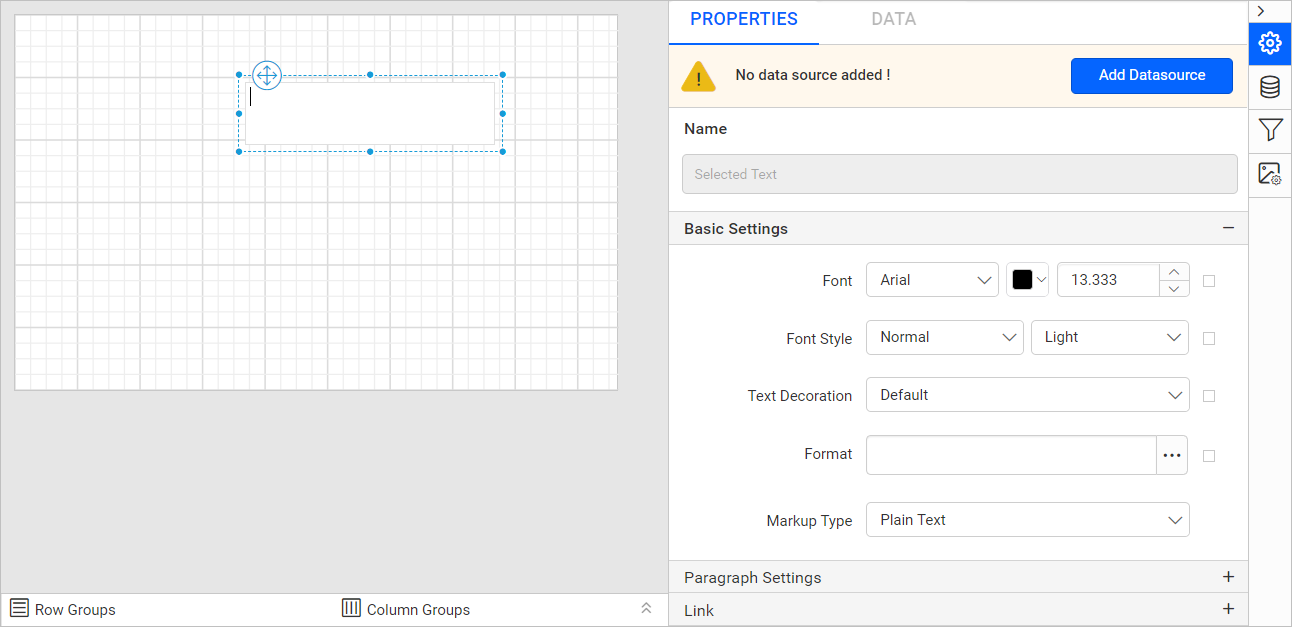 PROPERTIES DATA
No data source added ! Add Datasource
Name
Selected Text
Basic Settings
Font Arial 13.333
Font Style Normal Light
Text Decoration Default
Format ...
Markup Type Plain Text
Paragraph Settings
Link
Row Groups Column Groups